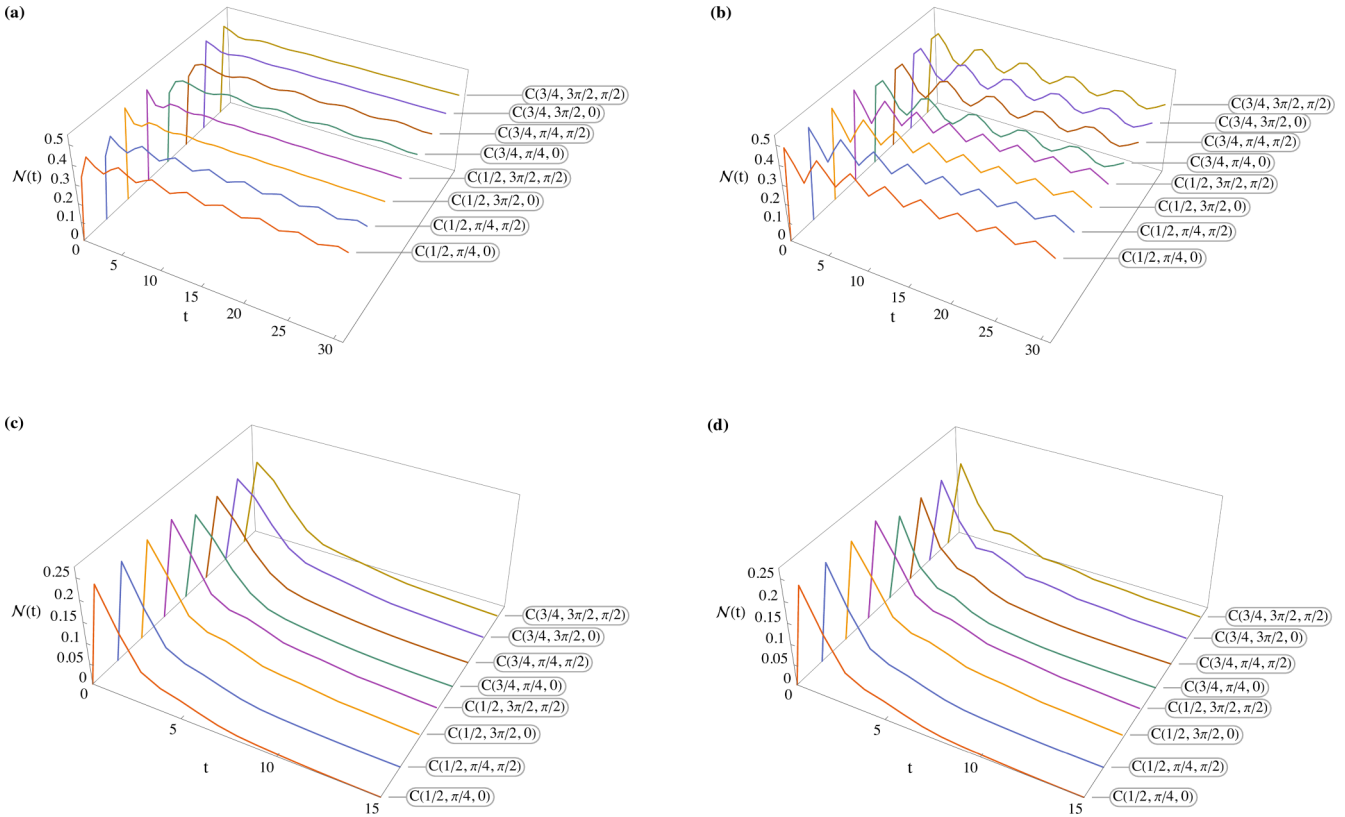 (a)
C(3/4, 3π/2, π/2)
C(3/4, 3π/2, 0)
C(3/4, π/4, π/2)
C(3/4, π/4, 0)
C(1/2, 3π/2, π/2)
C(1/2, 3π/2, 0)
C(1/2, π/4, π/2)
C(1/2, π/4, 0)
0.5
0.4
0.3
0.2
0.1
0
𝒩(t)
5
10
15
20
25
30
t
(b)
C(3/4, 3π/2, π/2)
C(3/4, 3π/2, 0)
C(3/4, π/4, π/2)
C(3/4, π/4, 0)
C(1/2, 3π/2, π/2)
C(1/2, 3π/2, 0)
C(1/2, π/4, π/2)
C(1/2, π/4, 0)
0.5
0.4
0.3
0.2
0.1
0
𝒩(t)
5
10
15
20
25
30
t
(c)
0.25
0.2
0.15
0.1
0.05
0
0
𝒩(t)
C(3/4, 3π/2, π/2)
C(3/4, 3π/2, 0)
C(3/4, π/4, π/2)
C(3/4, π/4, 0)
C(1/2, 3π/2, π/2)
C(1/2, 3π/2, 0)
C(1/2, π/4, π/2)
C(1/2, π/4, 0)
5
10
15
t
(d)
0.25
0.2
0.15
0.1
0.05
0
0
𝒩(t)
C(3/4, 3π/2, π/2)
C(3/4, 3π/2, 0)
C(3/4, π/4, π/2)
C(3/4, π/4, 0)
C(1/2, 3π/2, π/2)
C(1/2, 3π/2, 0)
C(1/2, π/4, π/2)
C(1/2, π/4, 0)
5
10
15
t